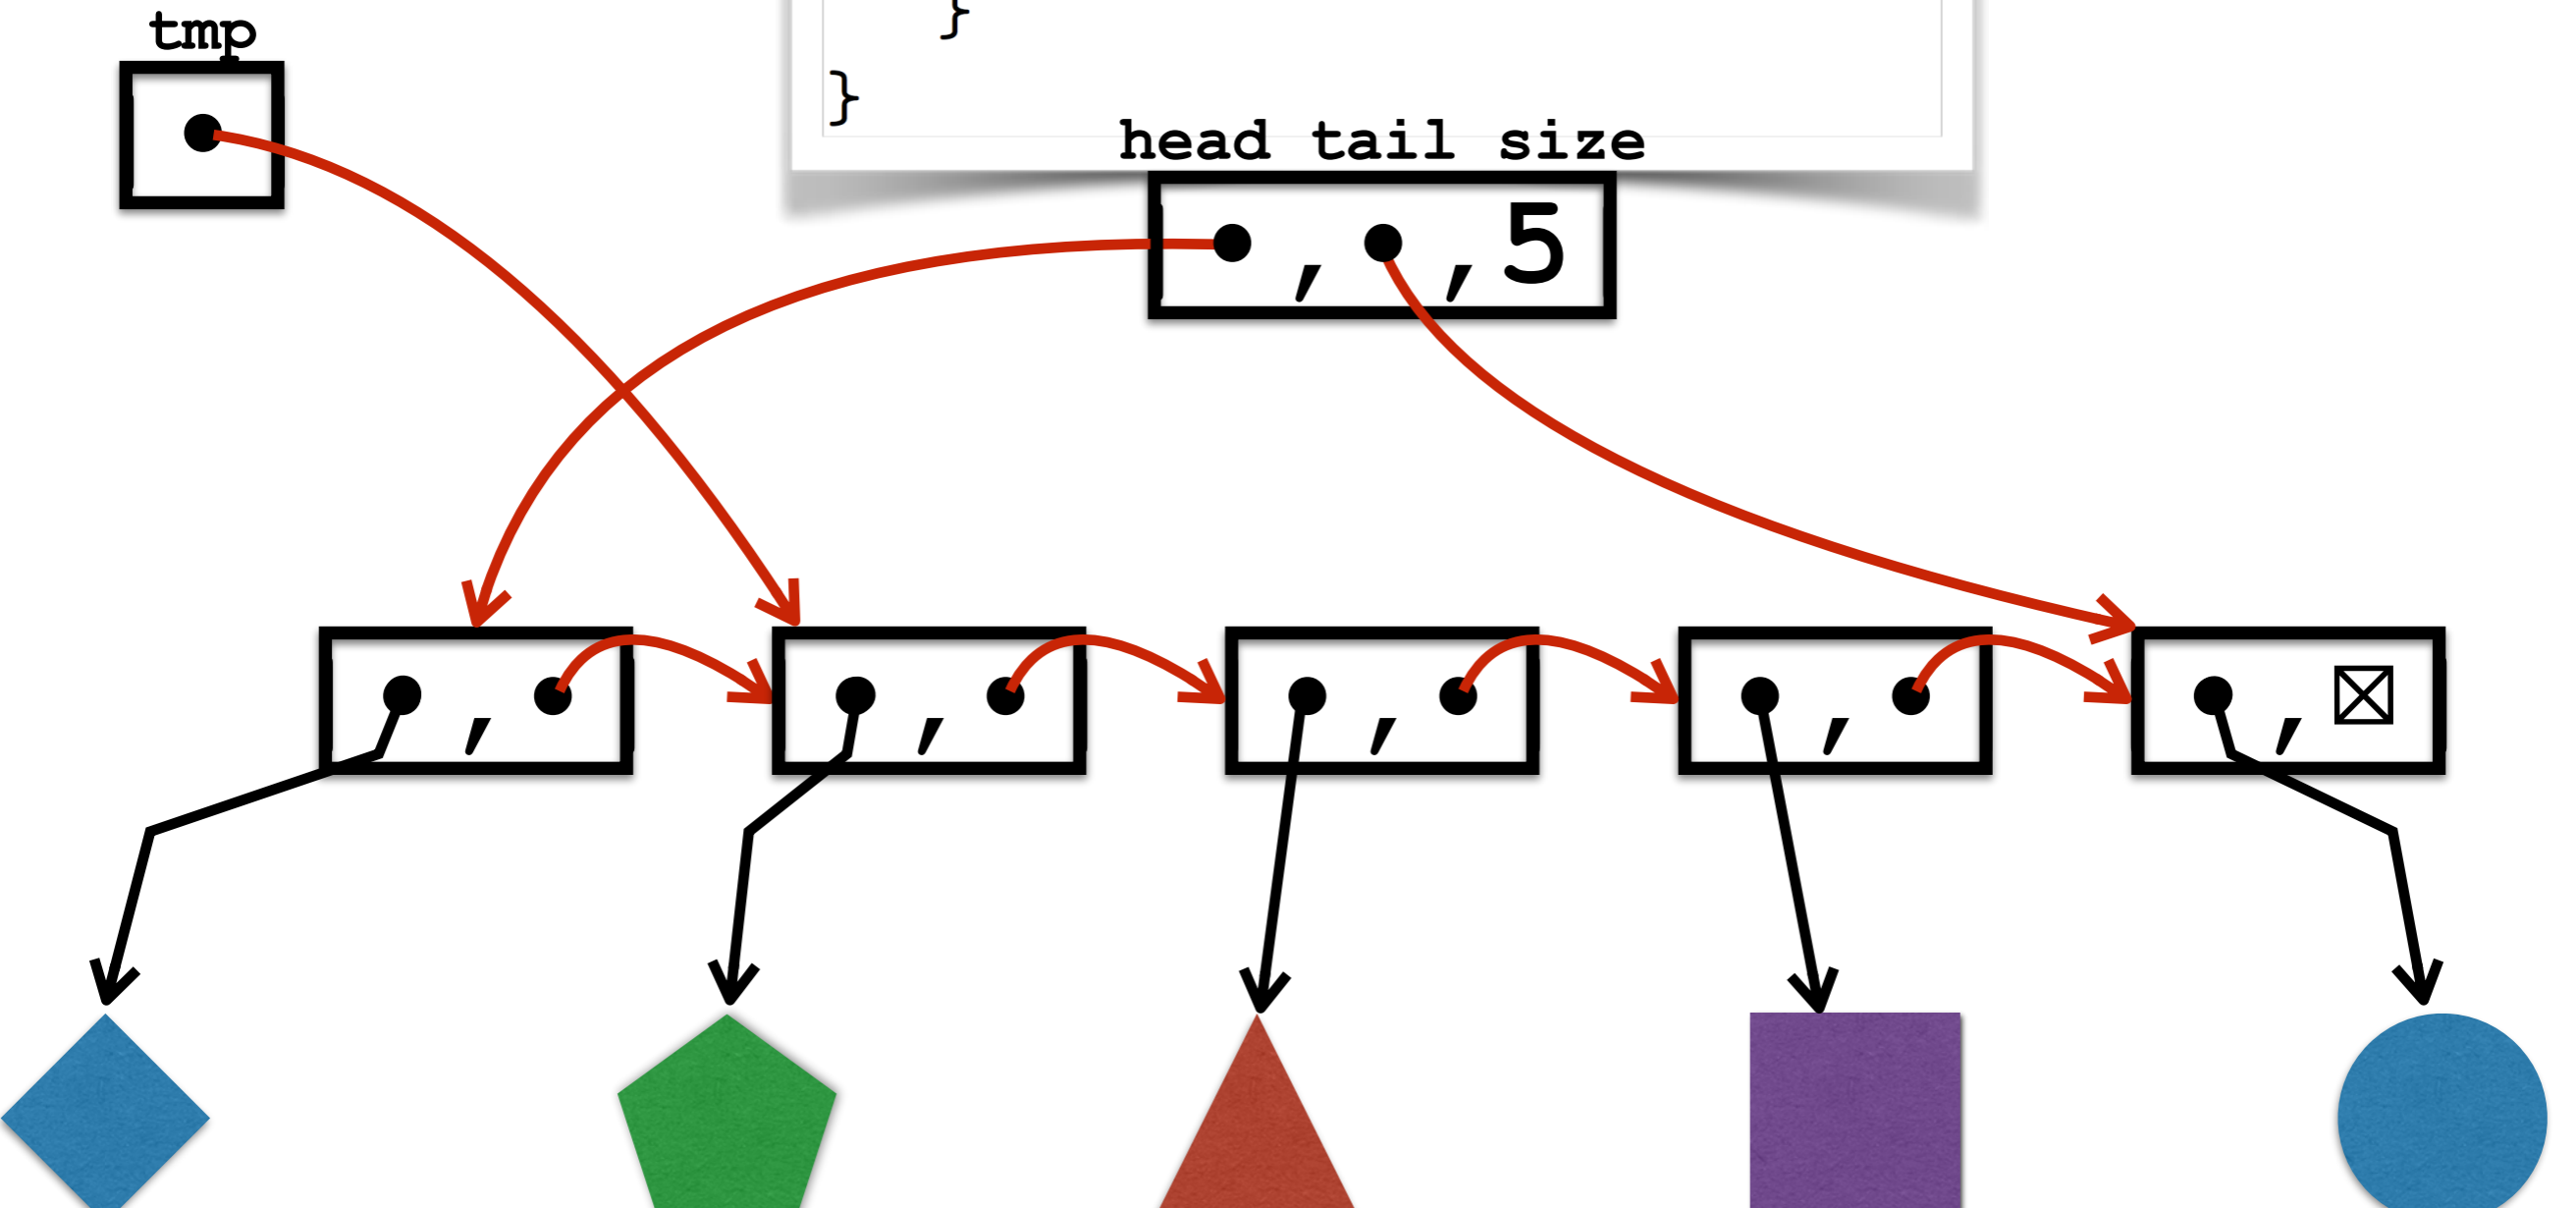 tmp
}
}
head tail size
, , 5
,
,
,
,
,